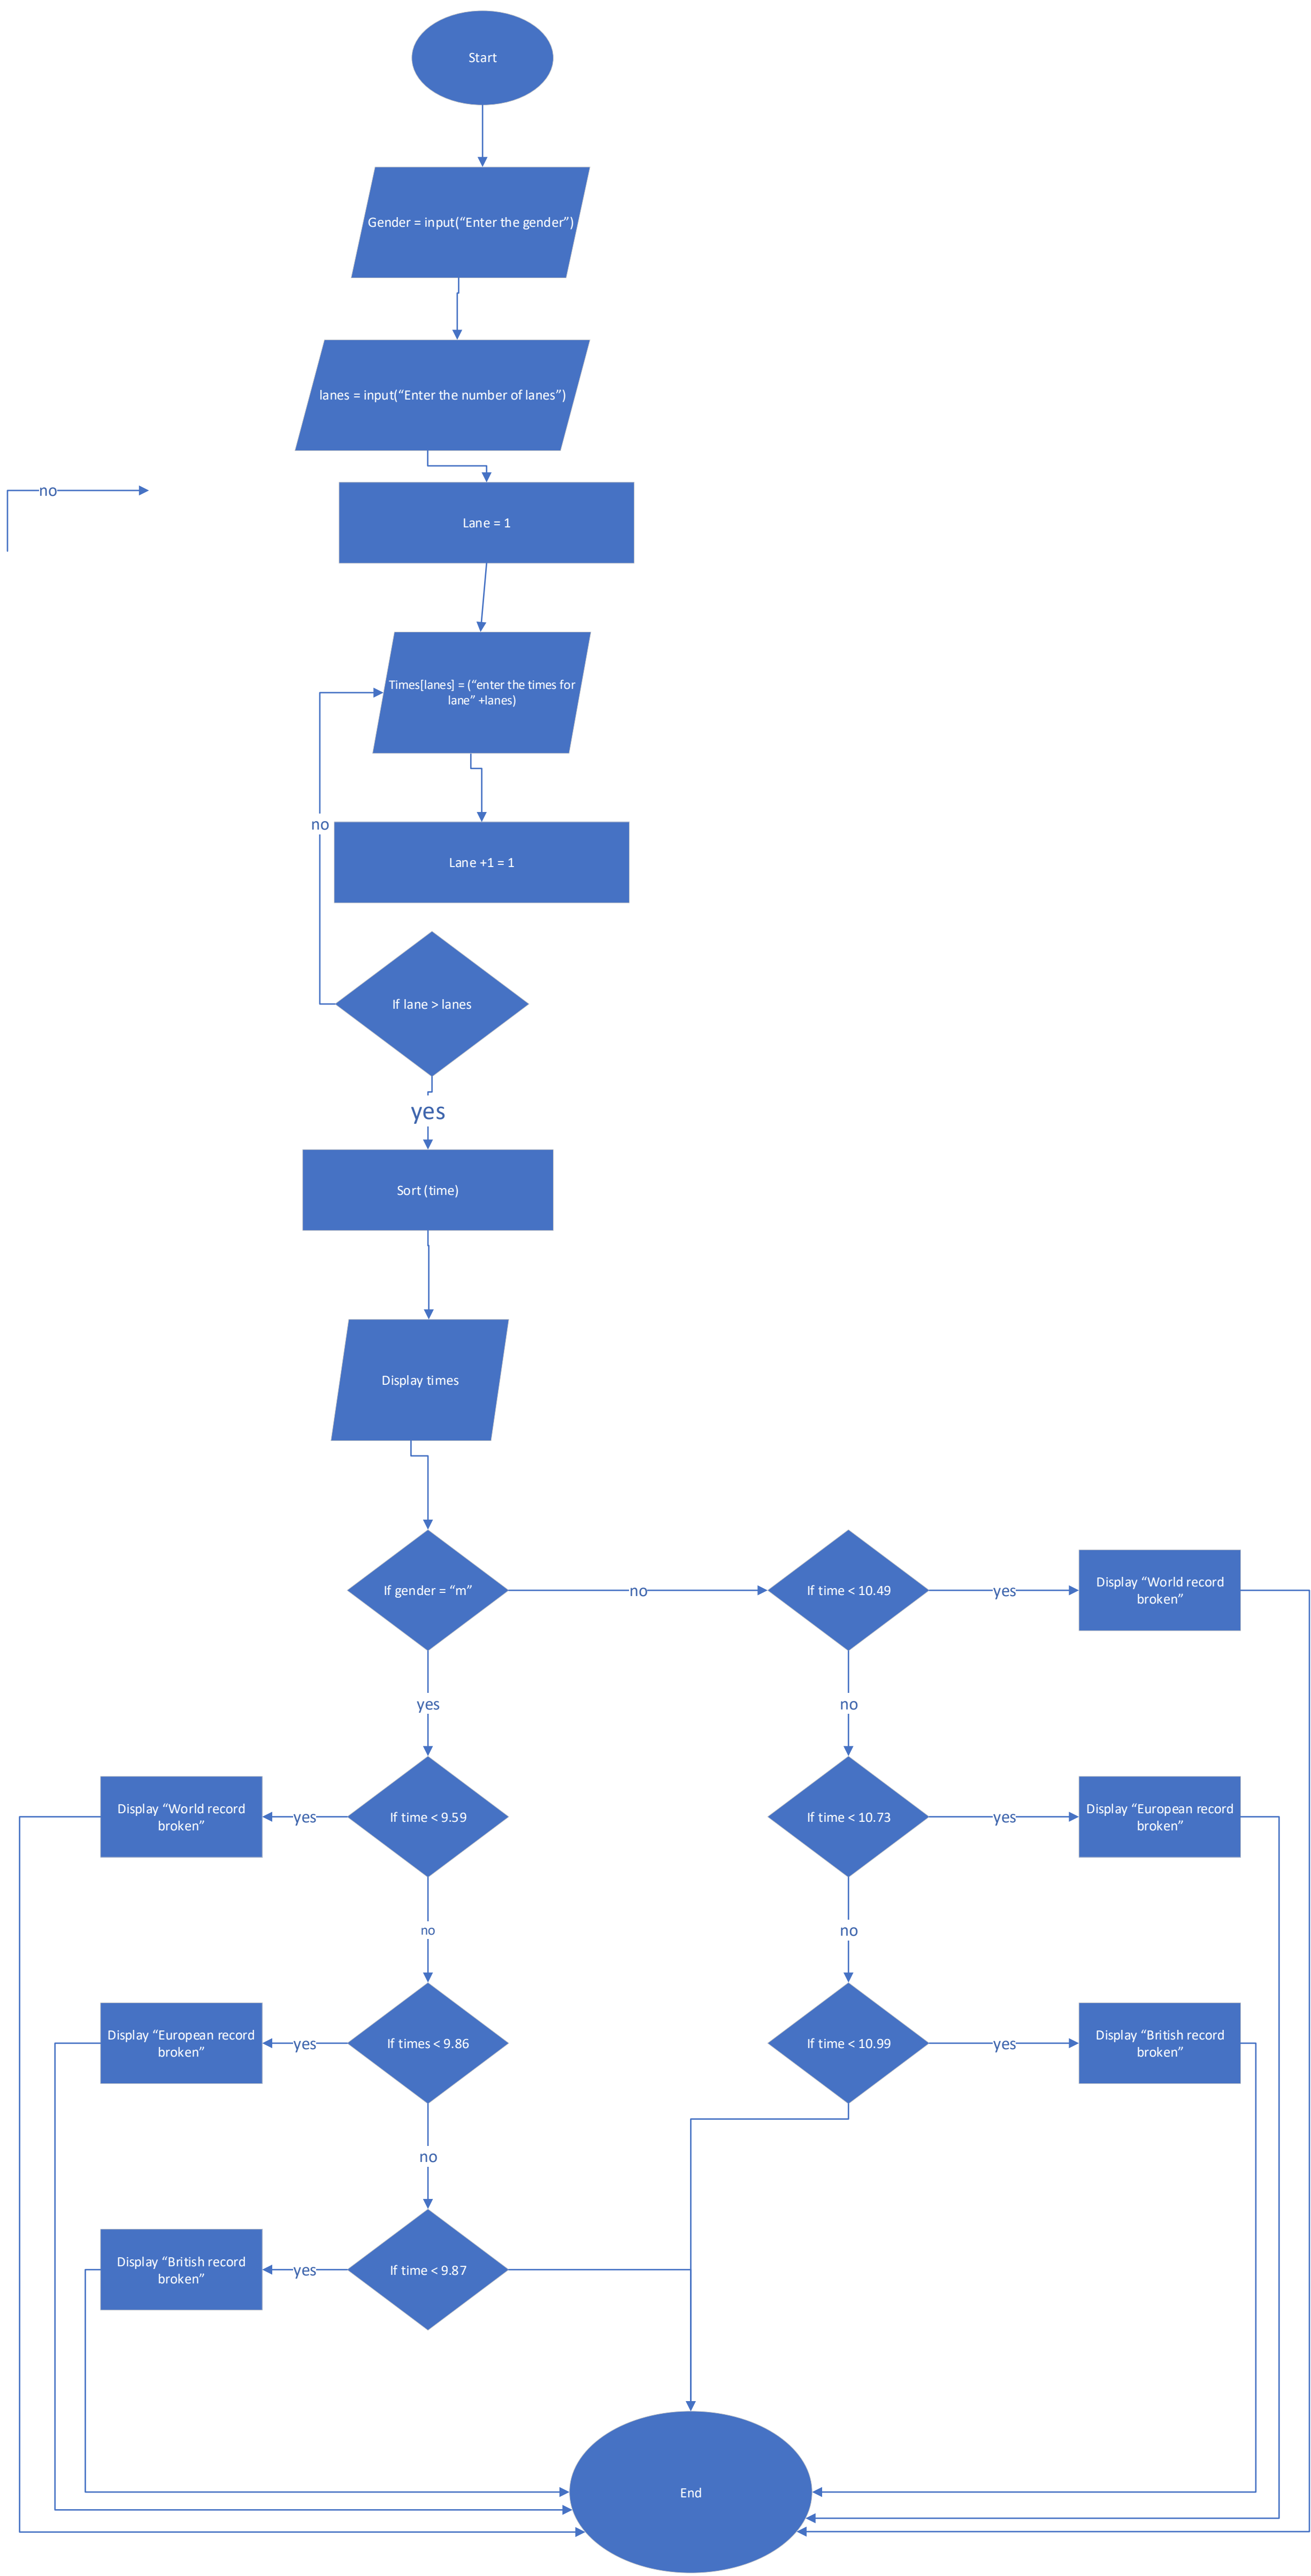 Start
Gender = input(“Enter the gender”)
lanes = input(“Enter the number of lanes”)
no
Lane = 1
Times[lanes] = (“enter the times for
lane” +lanes)
no
Lane +1 = 1
If lane > lanes
yes
Sort (time)
Display times
If gender = “m”
no
If time < 10.49
yes
Display “World record
broken”
yes
no
Display “World record
broken”
yes
If time < 9.59
If time < 10.73
yes
Display “European record
broken”
no
no
Display “European record
broken”
yes
If times < 9.86
If time < 10.99
yes
Display “British record
broken”
no
Display “British record
broken”
yes
If time < 9.87
End